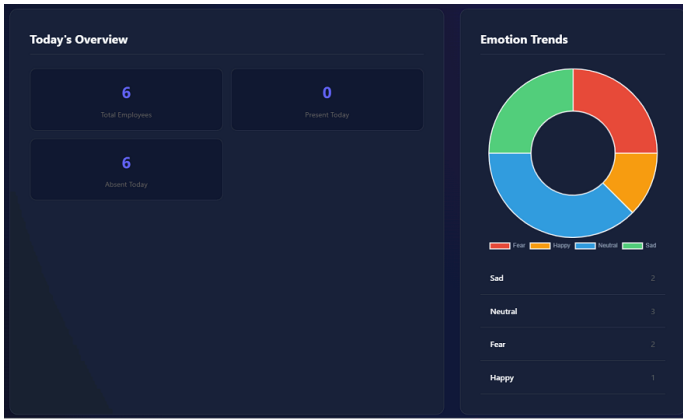 Today's Overview
6
Total Employees
0
Present Today
6
Absent Today
Emotion Trends
Fear Happy Neutral Sad
Sad 2
Neutral 3
Fear 2
Happy 1